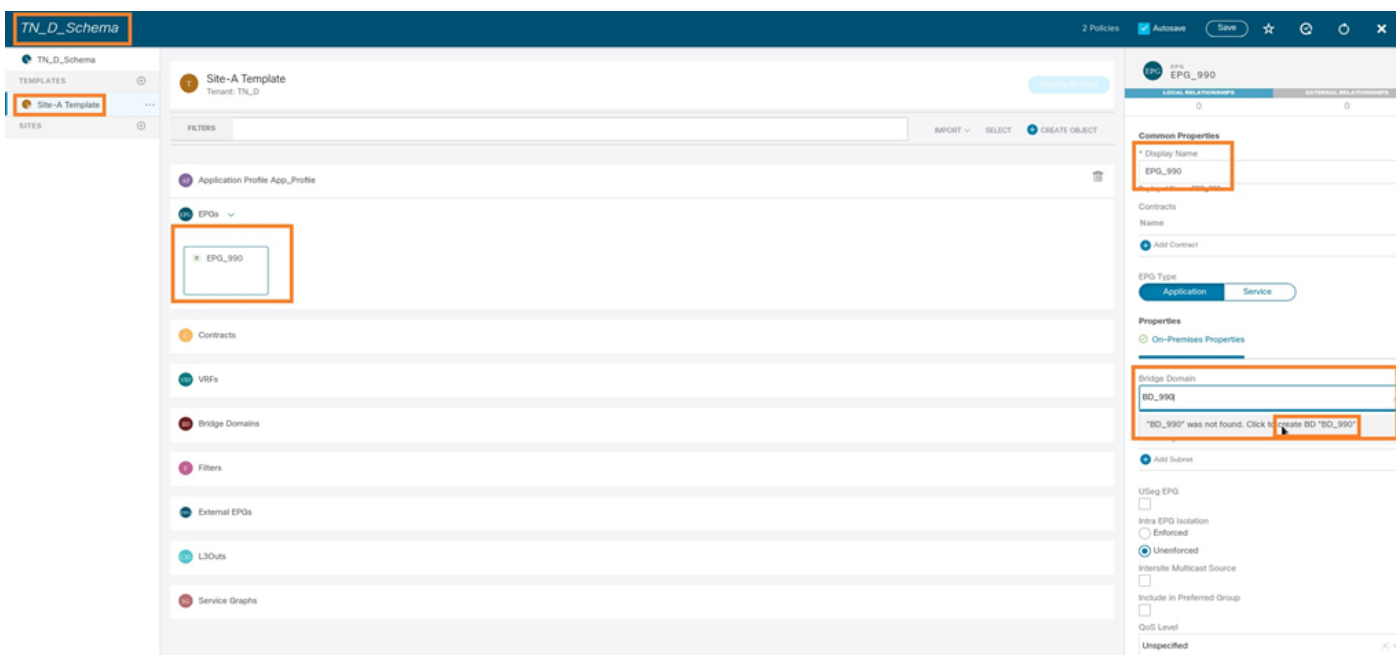 TN_D_Schema
2 Policies
Autosave
Save
TN_D_Schema
TEMPLATES
Site-A Template
SITES
T
Site-A Template
Tenant: TN_D
FILTERS
IMPORT
SELECT
CREATE OBJECT
AP
Application Profile App_Profile
EPG
EPGs
EPG_990
Contracts
VRFs
Bridge Domains
F
Filters
External EPGs
L3Outs
SG
Service Graphs
EPG
EPG
EPG_990
LOCAL RELATIONSHIPS
EXTERNAL RELATIONSHIPS
0
0
Common Properties
* Display Name
EPG_990
Contracts
Name
Add Contract
EPG Type
Application
Service
Properties
On-Premises Properties
Bridge Domain
BD_990
"BD_990" was not found. Click to create BD "BD_990"
Add Subnet
USeg EPG
Intra EPG Isolation
Enforced
Unenforced
Intersite Multicast Source
Include in Preferred Group
QoS Level
Unspecified